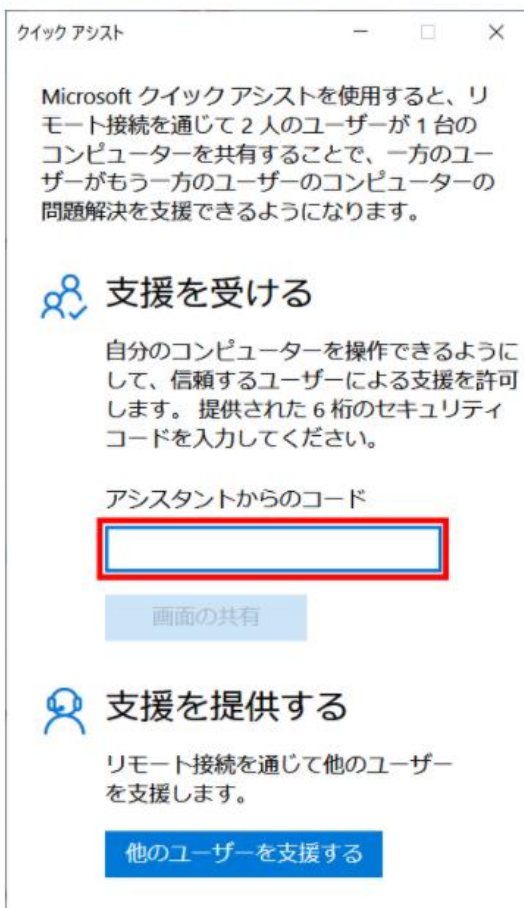 クイック アシスト
Microsoft クイック アシストを使用すると、リ
モート接続を通じて 2 人のユーザーが 1 台の
コンピューターを共有することで、一方のユー
ザーがもう一方のユーザーのコンピューターの
問題解決を支援できるようになります。
支援を受ける
自分のコンピューターを操作できるように
して、信頼するユーザーによる支援を許可
します。 提供された 6 桁のセキュリティ
コードを入力してください。
アシスタントからのコード
画面の共有
支援を提供する
リモート接続を通じて他のユーザー
を支援します。
他のユーザーを支援する